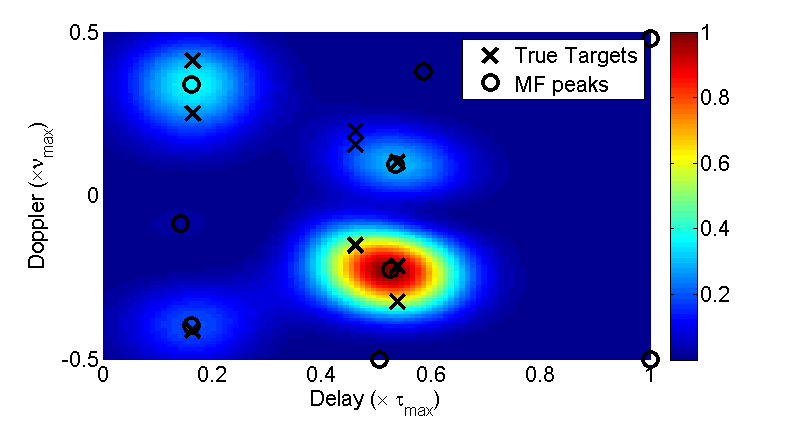 0.5
0
-0.5
Doppler (×ν_max)
True Targets
MF peaks
1
0.8
0.6
0.4
0.2
0 0.2 0.4 0.6 0.8 1
Delay (× τ_max)